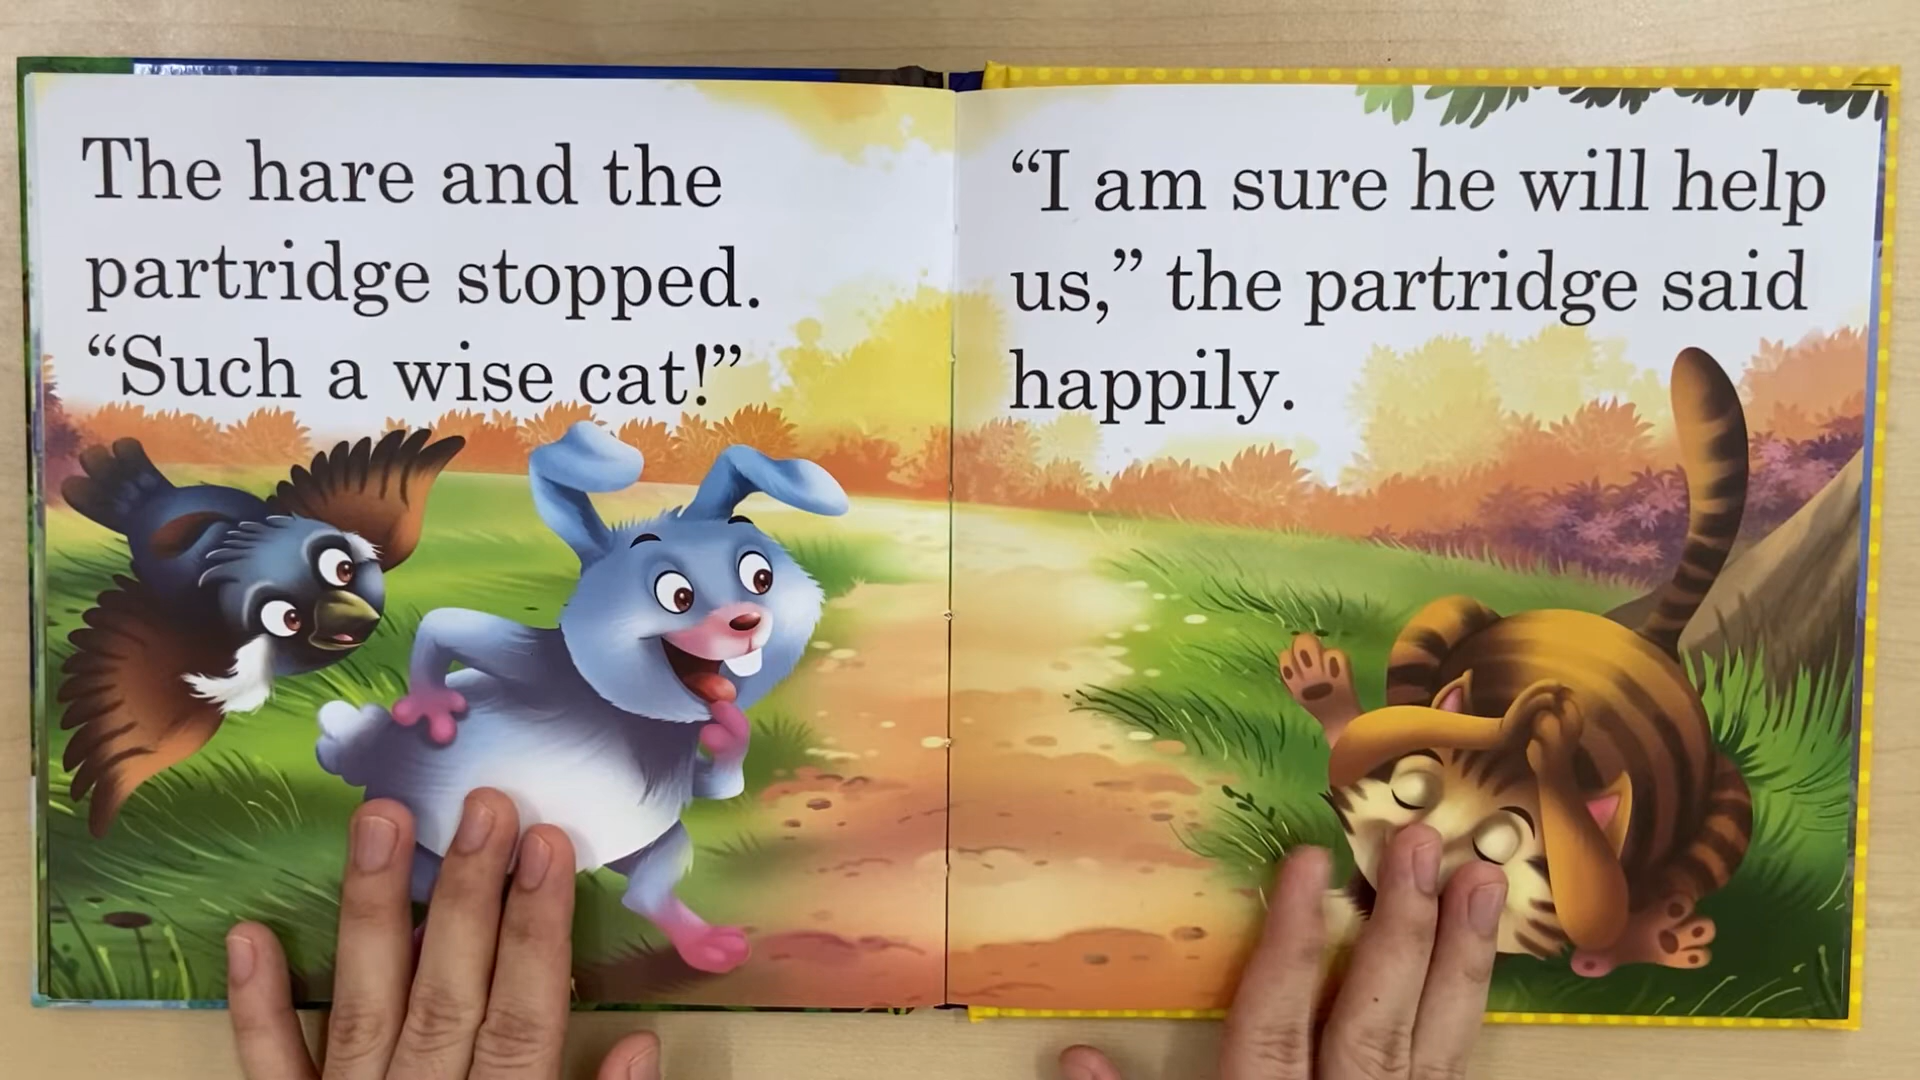 The hare and the
partridge stopped.
“Such a wise cat!”
“I am sure he will help
us,” the partridge said
happily.